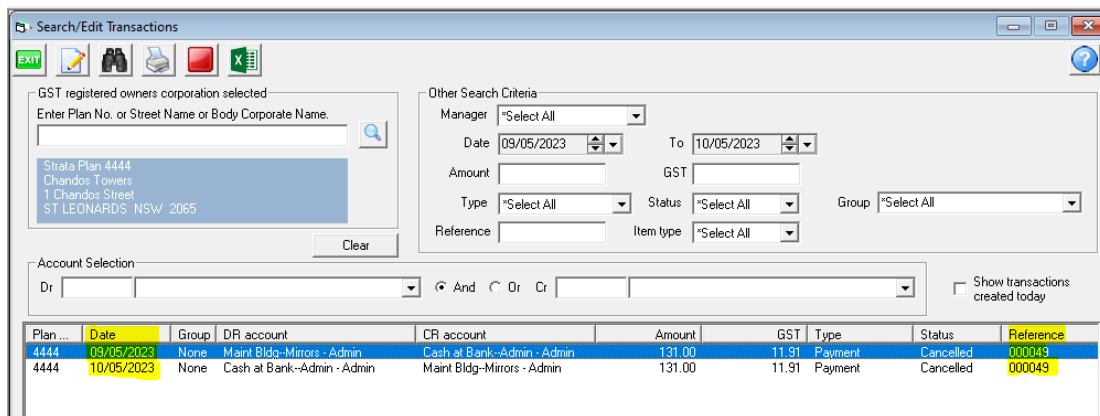 Search/Edit Transactions
EXIT
GST registered owners corporation selected
Enter Plan No. or Street Name or Body Corporate Name.
Strata Plan 4444
Chandos Towers
1 Chandos Street
ST LEONARDS NSW 2065
Clear
Other Search Criteria
Manager *Select All
Date 09/05/2023 To 10/05/2023
Amount GST
Type *Select All Status *Select All Group *Select All
Reference Item type *Select All
Account Selection
Dr And Or Cr
Show transactions
created today
Plan ... Date Group DR account CR account Amount GST Type Status Reference
4444 09/05/2023 None Maint Bldg--Mirrors - Admin Cash at Bank--Admin - Admin 131.00 11.91 Payment Cancelled 000049
4444 10/05/2023 None Cash at Bank--Admin - Admin Maint Bldg--Mirrors - Admin 131.00 11.91 Payment Cancelled 000049